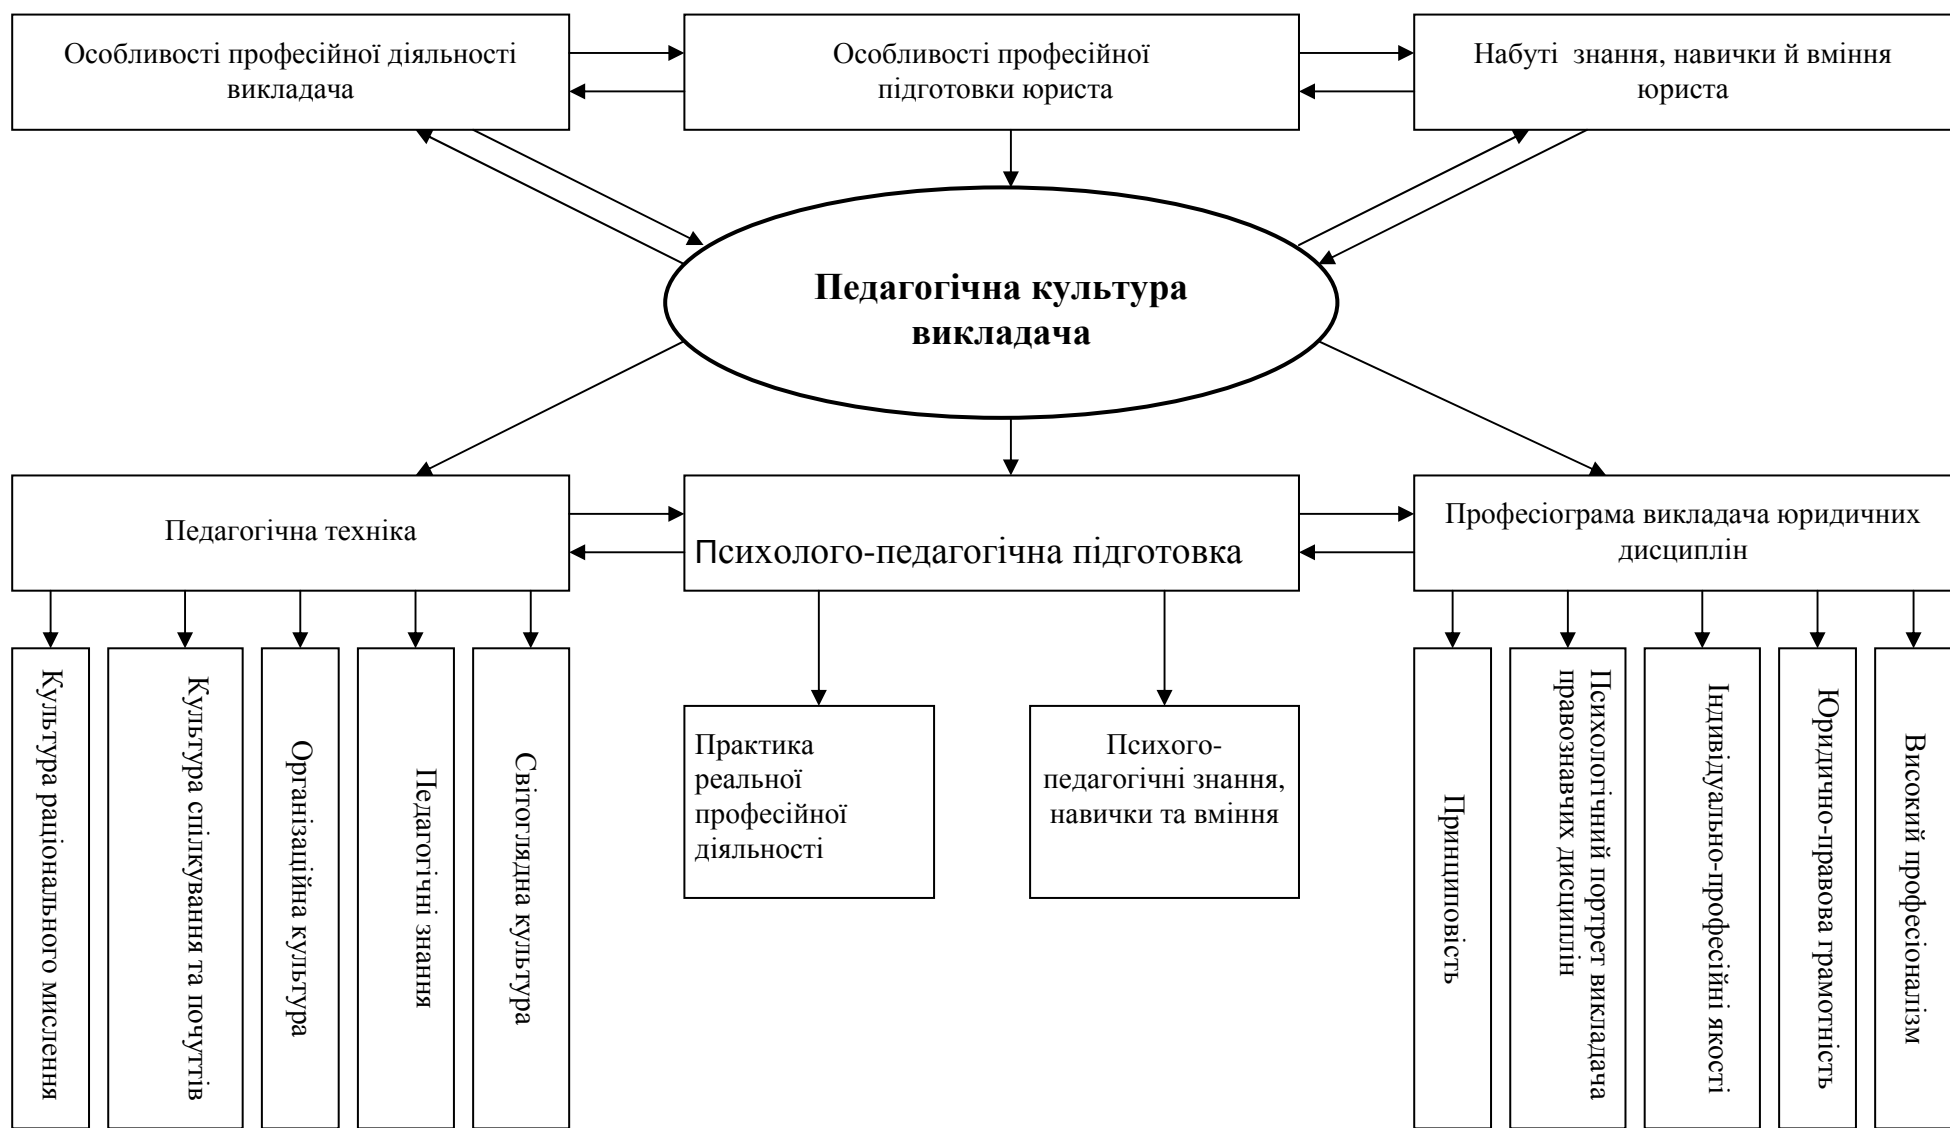 Особливості професійної діяльності
викладача
Особливості професійної
підготовки юриста
Набуті знання, навички й вміння
юриста
Педагогічна культура
викладача
Педагогічна техніка
Психолого-педагогічна підготовка
Професіограма викладача юридичних
дисциплін
Культура раціонального мислення
Культура спілкування та почуттів
Організаційна культура
Педагогічні знання
Світоглядна культура
Практика
реальної
професійної
діяльності
Психого-
педагогічні знання,
навички та вміння
Принциповість
Психологічний портрет викладача
правознавчих дисциплін
Індивідуально-професійні якості
Юридично-правова грамотність
Високий професіоналізм